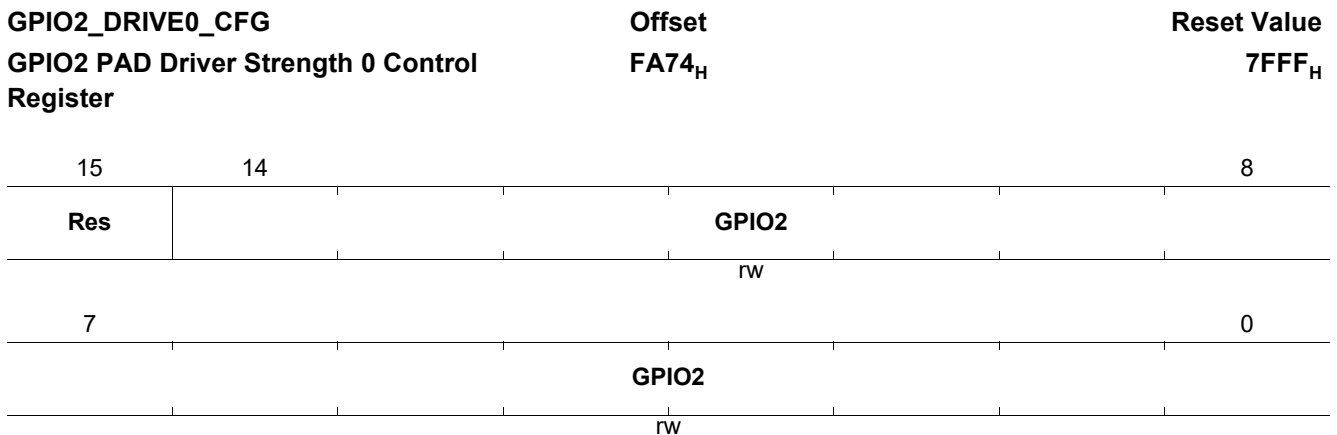 GPIO2_DRIVE0_CFG Offset Reset Value
GPIO2 PAD Driver Strength 0 Control FA74H 7FFFH
Register
15 14 8
Res GPIO2
rw
7 0
GPIO2
rw